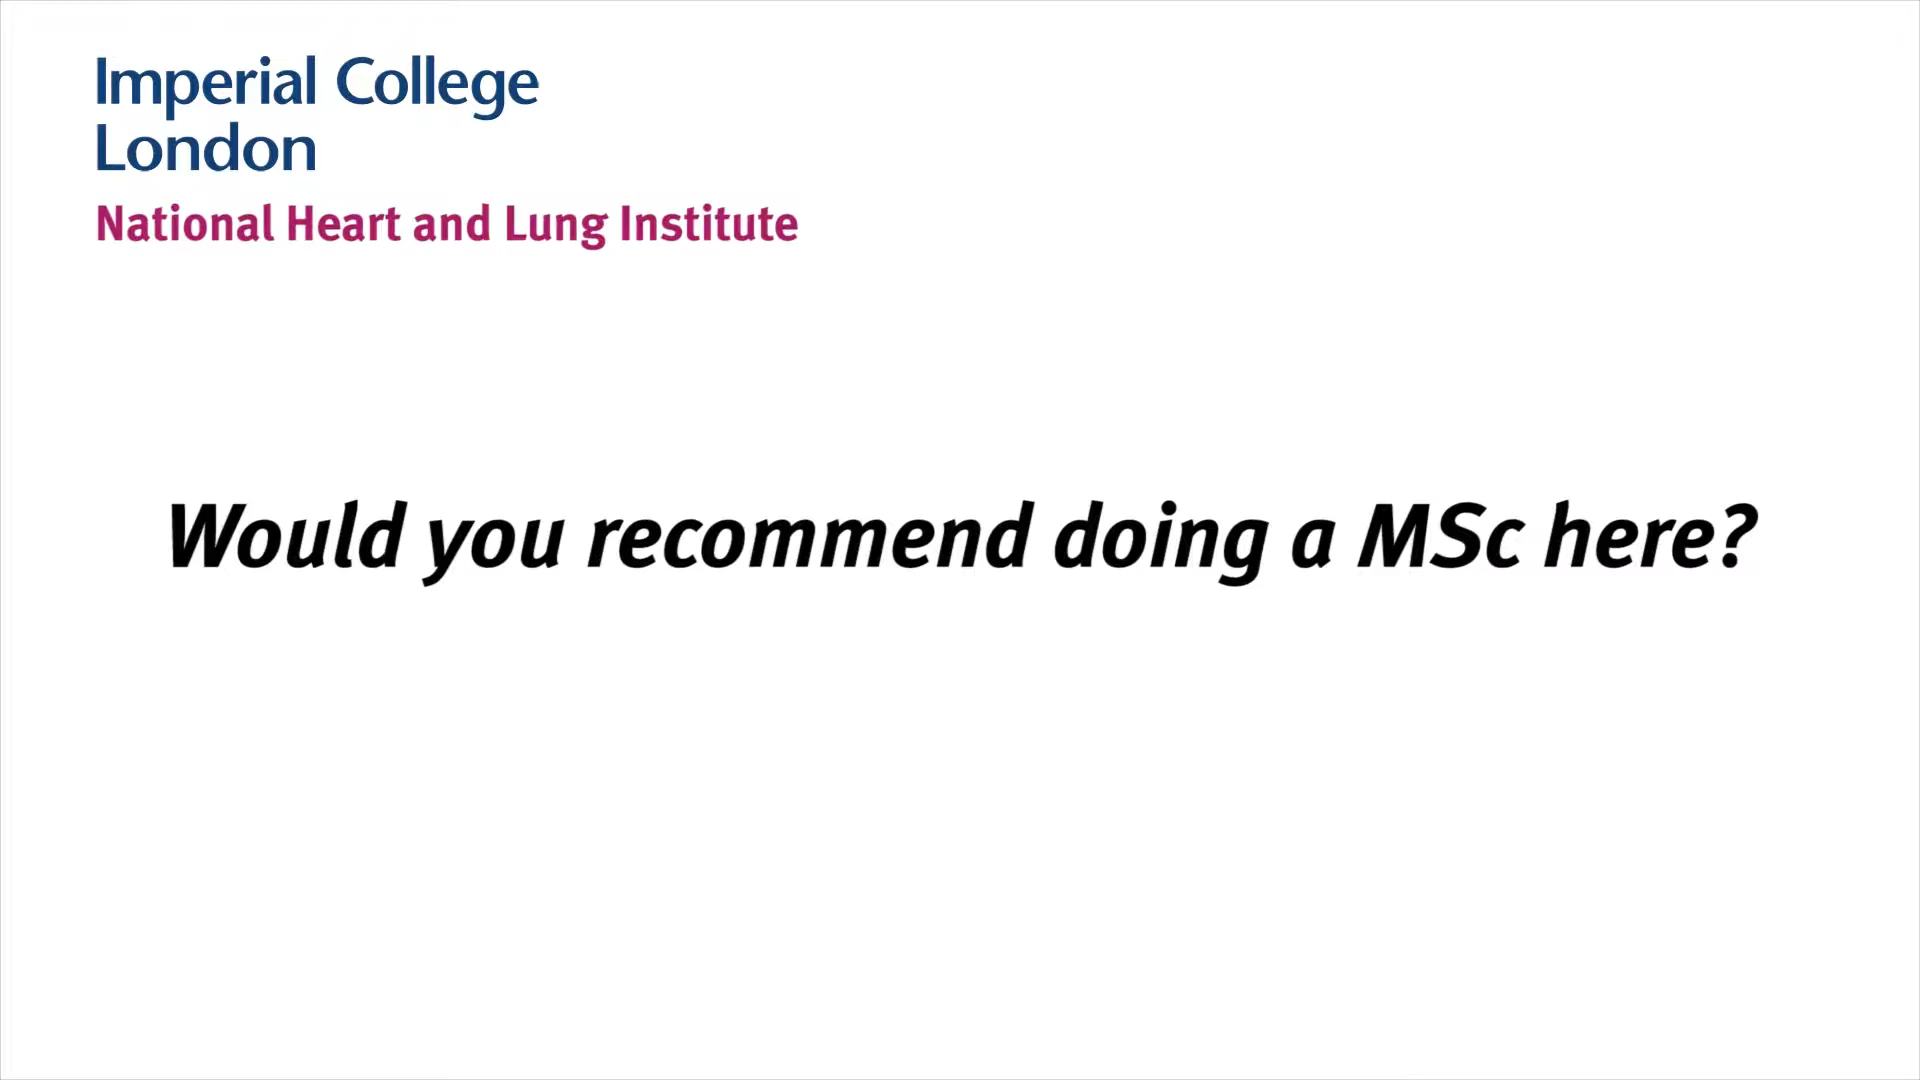 Imperial College
London
National Heart and Lung Institute
Would you recommend doing a MSc here?